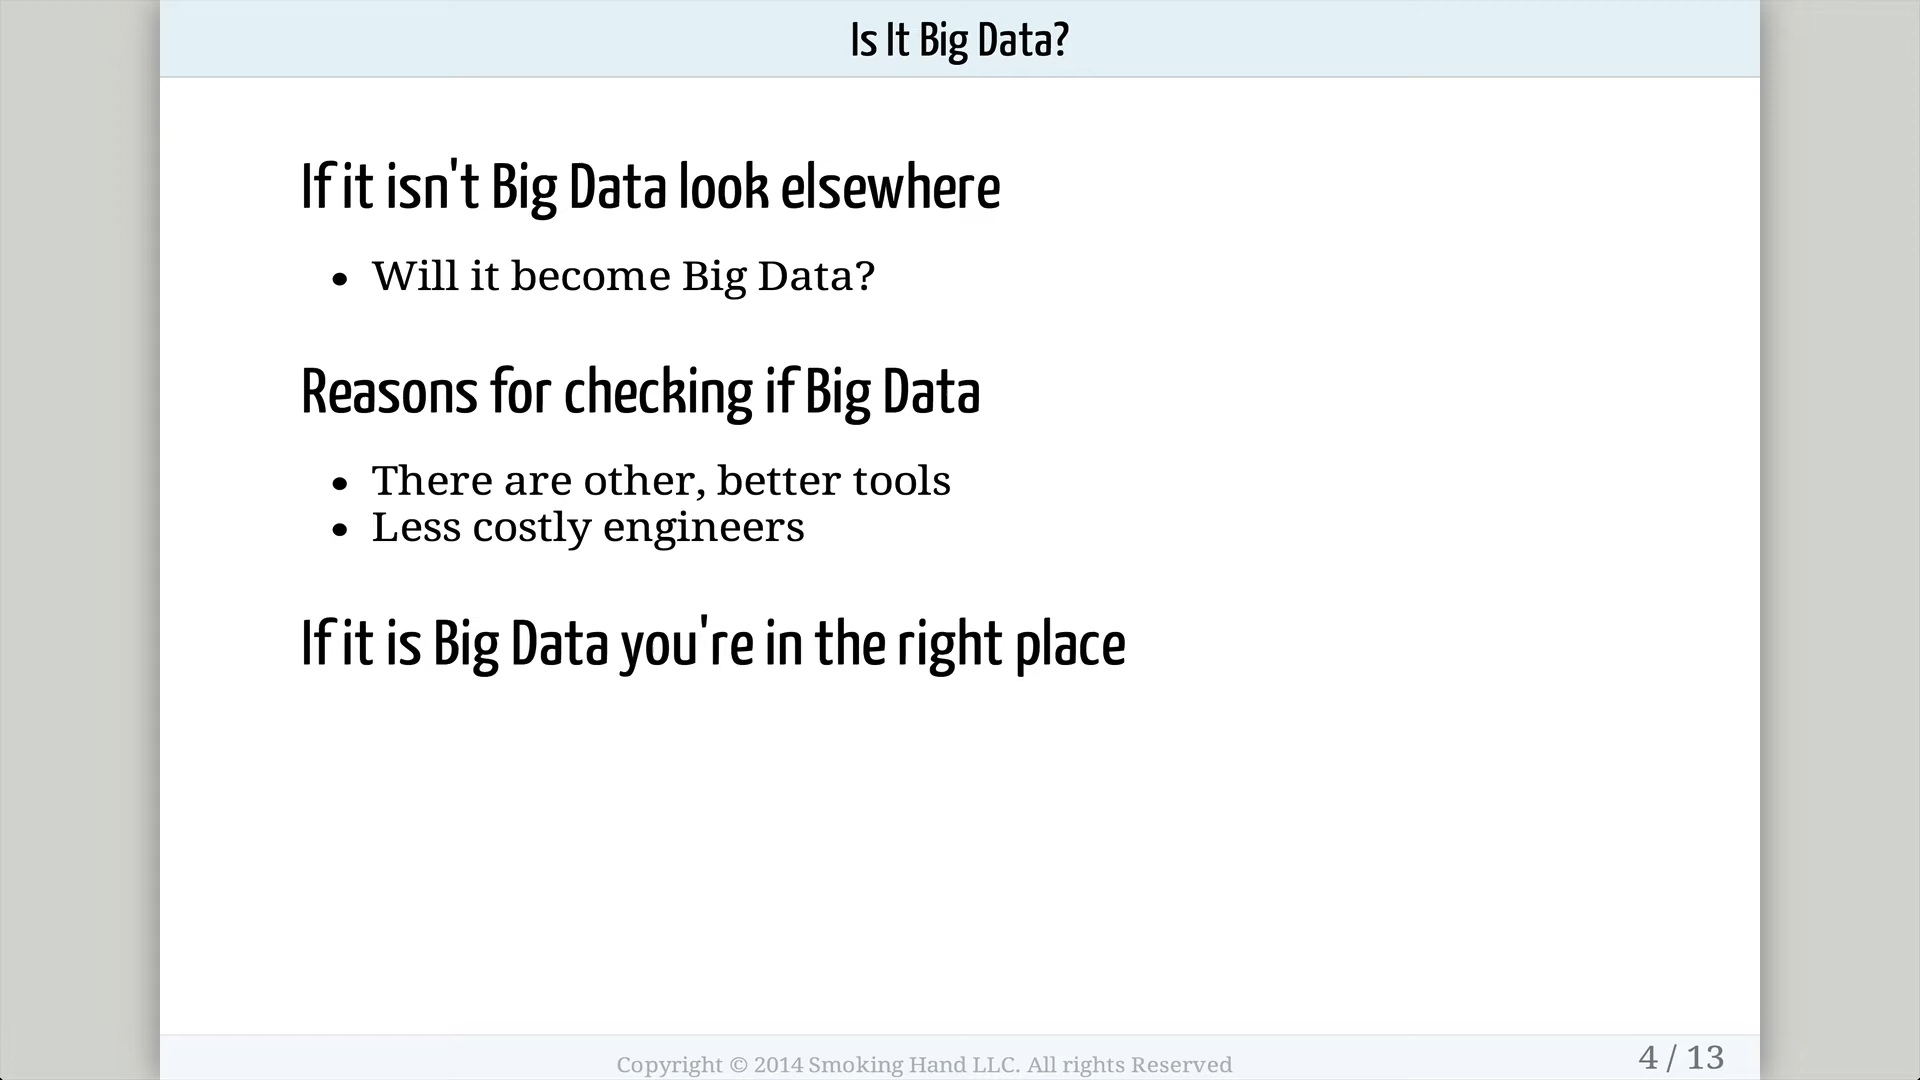 Is It Big Data?
If it isn't Big Data look elsewhere
Will it become Big Data?
Reasons for checking if Big Data
There are other, better tools
Less costly engineers
If it is Big Data you're in the right place
Copyright © 2014 Smoking Hand LLC. All rights Reserved
4 / 13